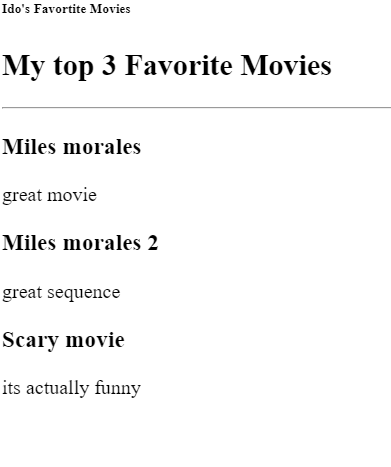 Ido's Favortite Movies
My top 3 Favorite Movies
Miles morales
great movie
Miles morales 2
great sequence
Scary movie
its actually funny